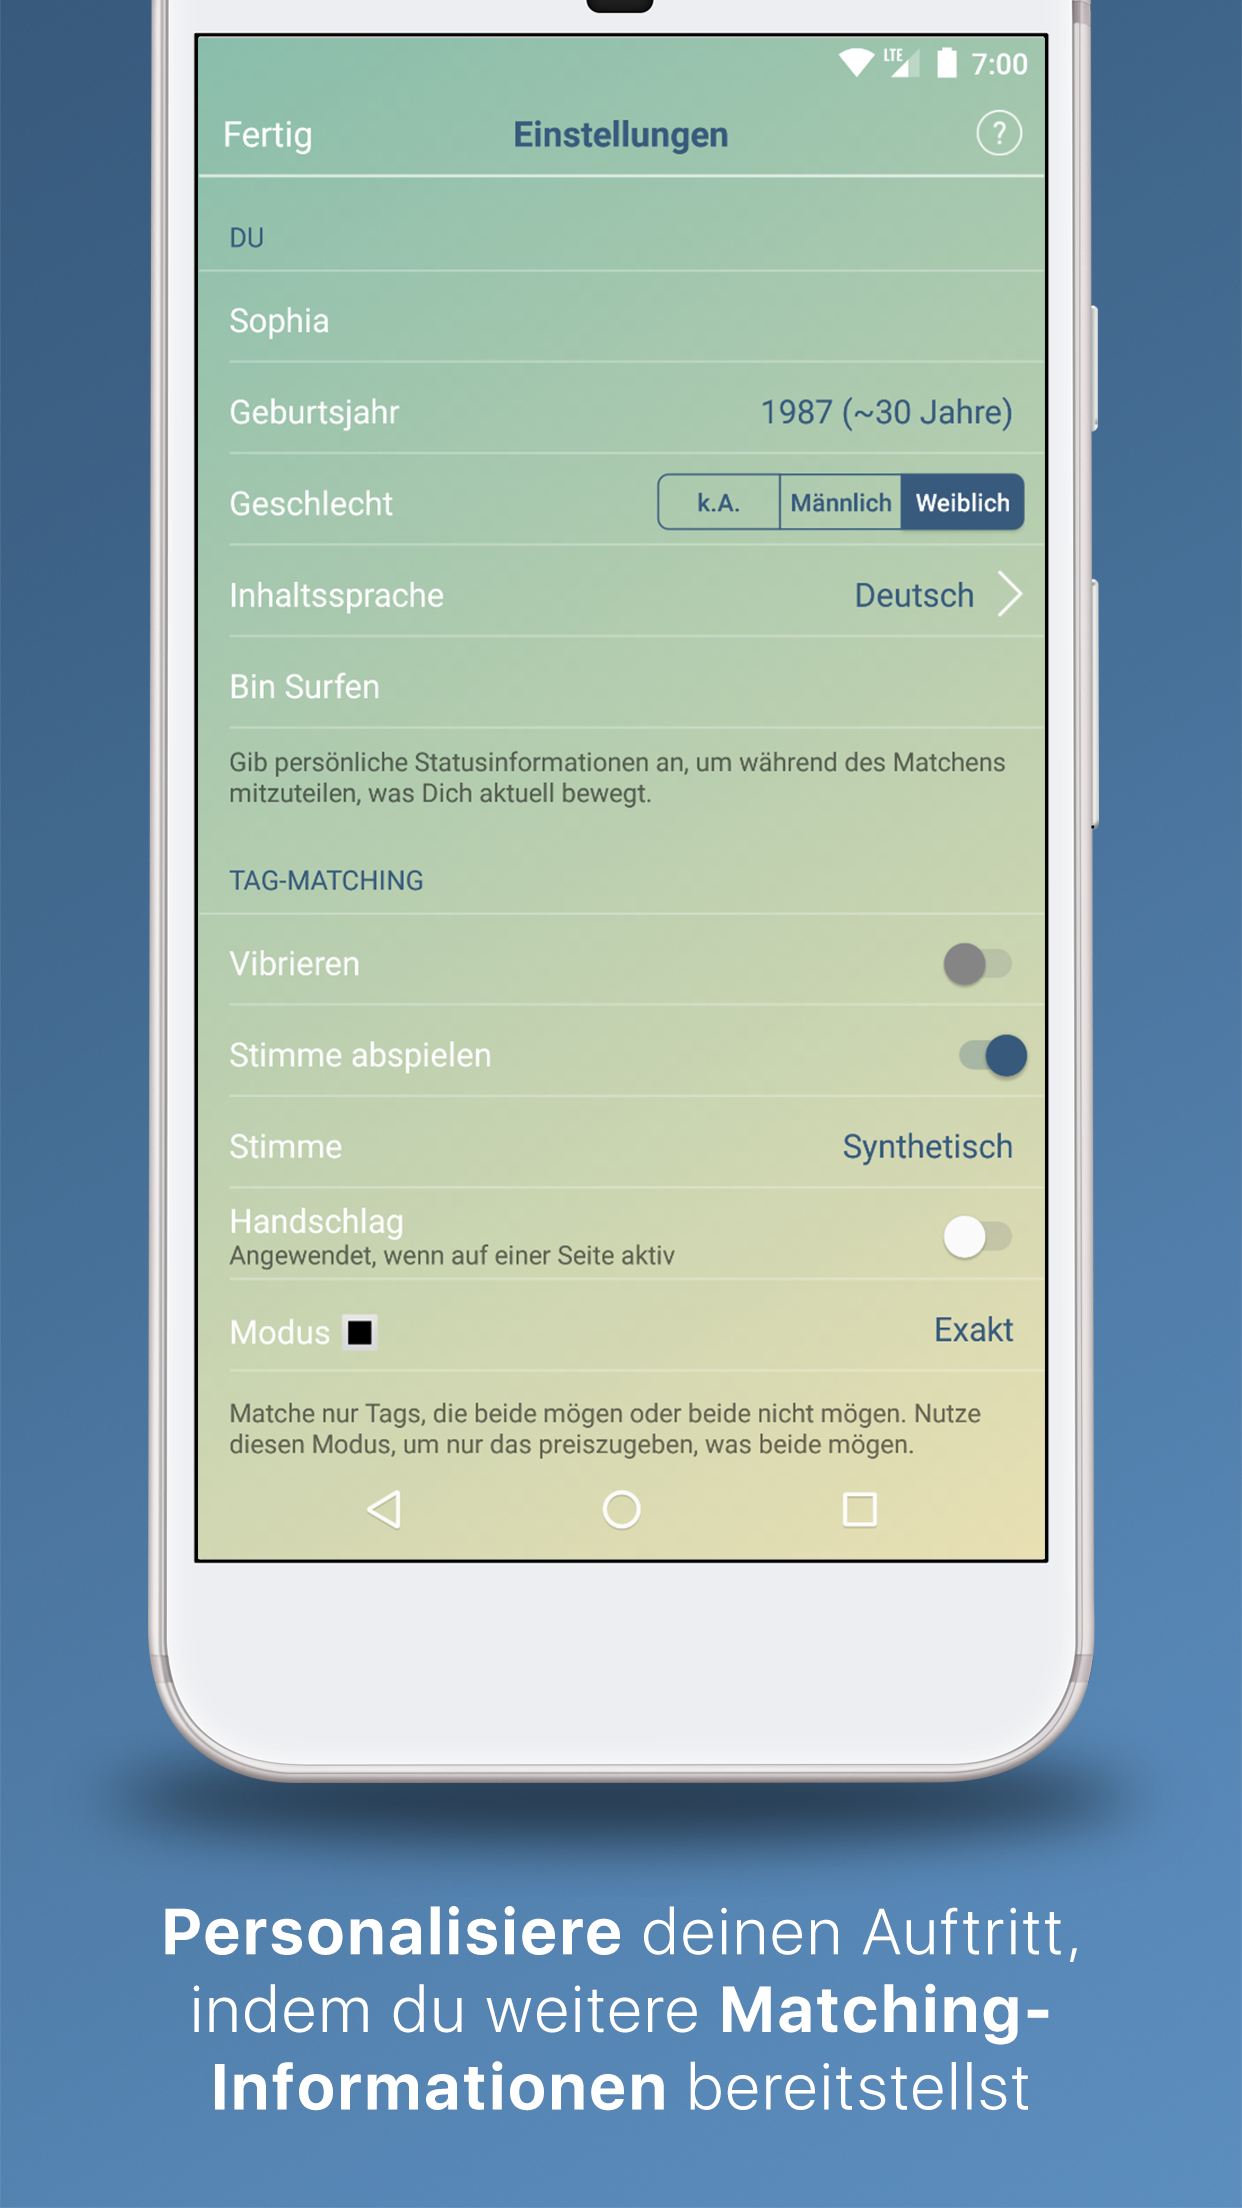 LTE 7:00
Fertig Einstellungen ?
DU
Sophia
Geburtsjahr 1987 (~30 Jahre)
Geschlecht k.A. Männlich Weiblich
Inhaltssprache Deutsch
Bin Surfen
Gib persönliche Statusinformationen an, um während des Matchens
mitzuteilen, was Dich aktuell bewegt.
TAG-MATCHING
Vibrieren
Stimme abspielen
Stimme Synthetisch
Handschlag
Angewendet, wenn auf einer Seite aktiv
Modus Exakt
Matche nur Tags, die beide mögen oder beide nicht mögen. Nutze
diesen Modus, um nur das preiszugeben, was beide mögen.
Personalisiere deinen Auftritt,
indem du weitere Matching-
Informationen bereitstellst